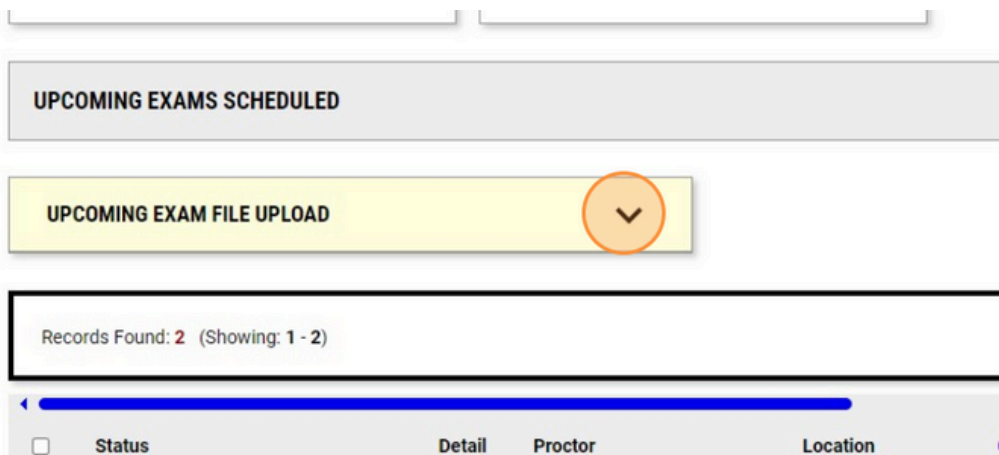 UPCOMING EXAMS SCHEDULED
UPCOMING EXAM FILE UPLOAD
Records Found: 2 (Showing: 1 - 2)
Status Detail Proctor Location